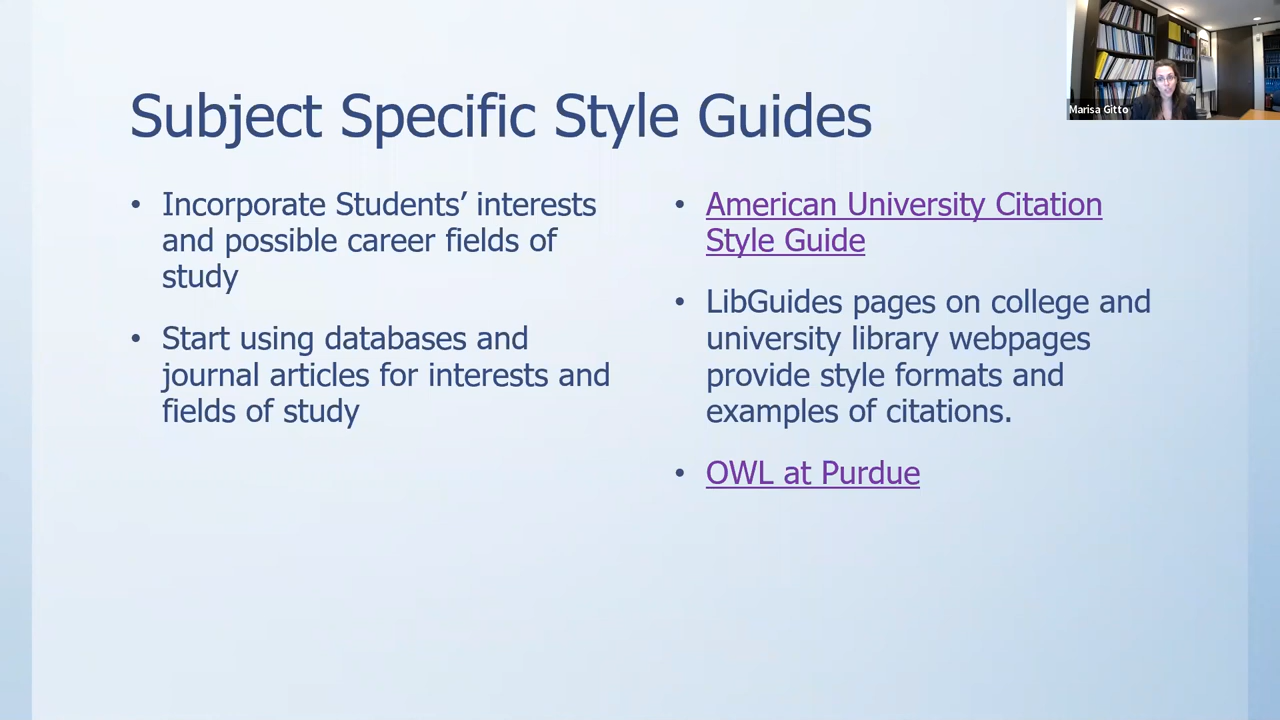 Subject Specific Style Guides
• Incorporate Students’ interests
and possible career fields of
study
• Start using databases and
journal articles for interests and
fields of study
• American University Citation
Style Guide
• LibGuides pages on college and
university library webpages
provide style formats and
examples of citations.
• OWL at Purdue
Marisa Gitto